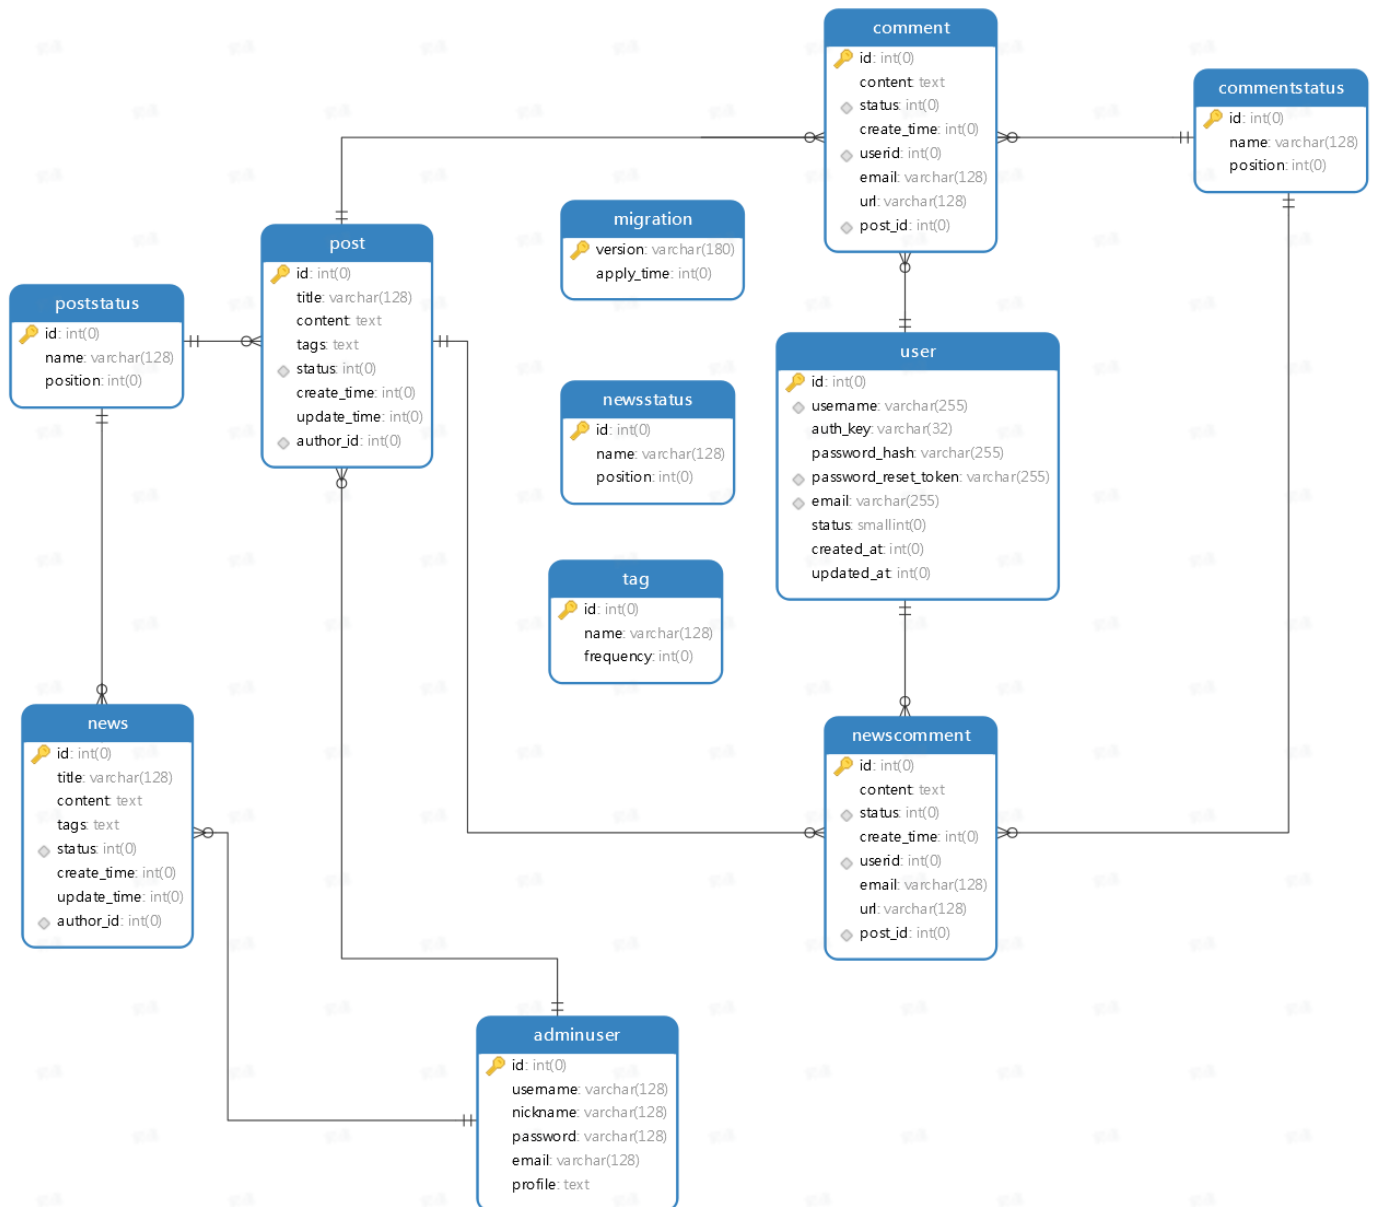 comment
id: int(0)
content: text
status: int(0)
create_time: int(0)
userid: int(0)
email: varchar(128)
url: varchar(128)
post_id: int(0)
commentstatus
id: int(0)
name: varchar(128)
position: int(0)
migration
version: varchar(180)
apply_time: int(0)
post
id: int(0)
title: varchar(128)
content: text
tags: text
status: int(0)
create_time: int(0)
update_time: int(0)
author_id: int(0)
poststatus
id: int(0)
name: varchar(128)
position: int(0)
user
id: int(0)
username: varchar(255)
auth_key: varchar(32)
password_hash: varchar(255)
password_reset_token: varchar(255)
email: varchar(255)
status: smallint(0)
created_at: int(0)
updated_at: int(0)
newsstatus
id: int(0)
name: varchar(128)
position: int(0)
tag
id: int(0)
name: varchar(128)
frequency: int(0)
news
id: int(0)
title: varchar(128)
content: text
tags: text
status: int(0)
create_time: int(0)
update_time: int(0)
author_id: int(0)
newscomment
id: int(0)
content: text
status: int(0)
create_time: int(0)
userid: int(0)
email: varchar(128)
url: varchar(128)
post_id: int(0)
adminuser
id: int(0)
username: varchar(128)
nickname: varchar(128)
password: varchar(128)
email: varchar(128)
profile: text